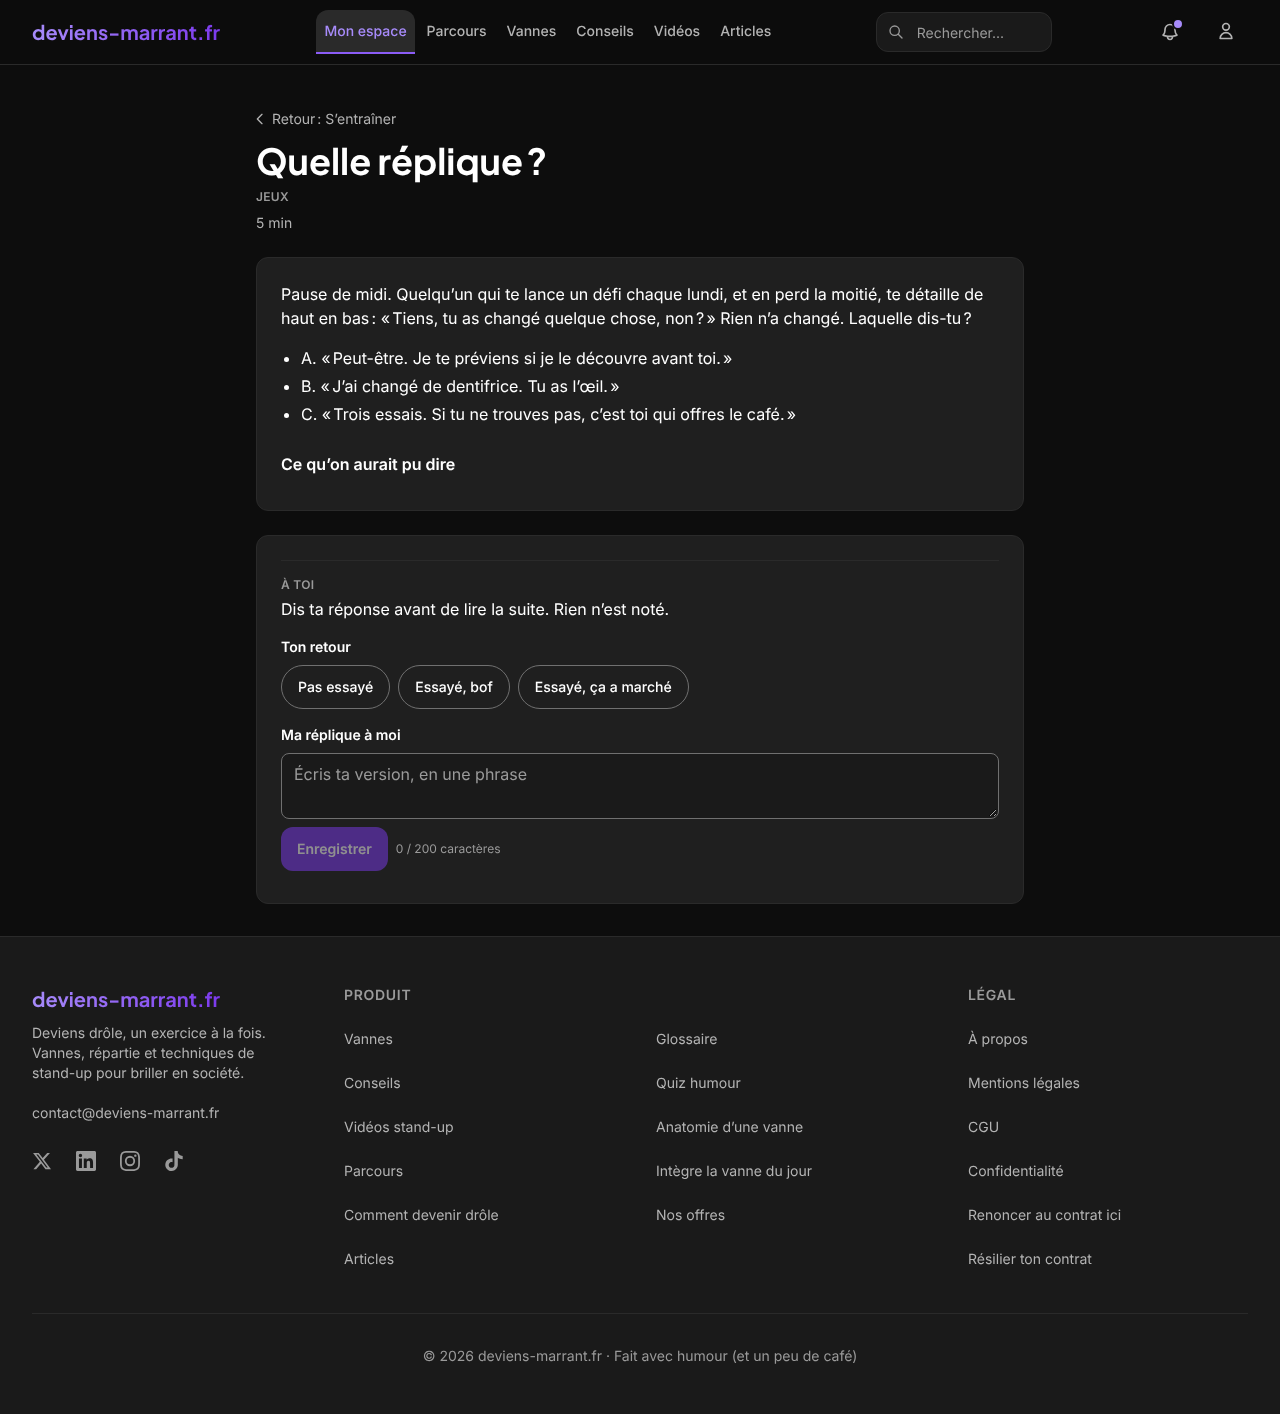 deviens-marrant.fr
Mon espace
Parcours
Vannes
Conseils
Vidéos
Articles
Rechercher...
Retour : S’entraîner
Quelle réplique ?
JEUX
5 min
Pause de midi. Quelqu’un qui te lance un défi chaque lundi, et en perd la moitié, te détaille de
haut en bas : « Tiens, tu as changé quelque chose, non ? » Rien n’a changé. Laquelle dis-tu ?
• A. « Peut-être. Je te préviens si je le découvre avant toi. »
• B. « J’ai changé de dentifrice. Tu as l’œil. »
• C. « Trois essais. Si tu ne trouves pas, c’est toi qui offres le café. »
Ce qu’on aurait pu dire
À TOI
Dis ta réponse avant de lire la suite. Rien n’est noté.
Ton retour
Pas essayé
Essayé, bof
Essayé, ça a marché
Ma réplique à moi
Écris ta version, en une phrase
Enregistrer
0 / 200 caractères
deviens-marrant.fr
Deviens drôle, un exercice à la fois.
Vannes, répartie et techniques de
stand-up pour briller en société.
contact@deviens-marrant.fr
PRODUIT
Vannes
Conseils
Vidéos stand-up
Parcours
Comment devenir drôle
Articles
Glossaire
Quiz humour
Anatomie d’une vanne
Intègre la vanne du jour
Nos offres
LÉGAL
À propos
Mentions légales
CGU
Confidentialité
Renoncer au contrat ici
Résilier ton contrat
© 2026 deviens-marrant.fr · Fait avec humour (et un peu de café)